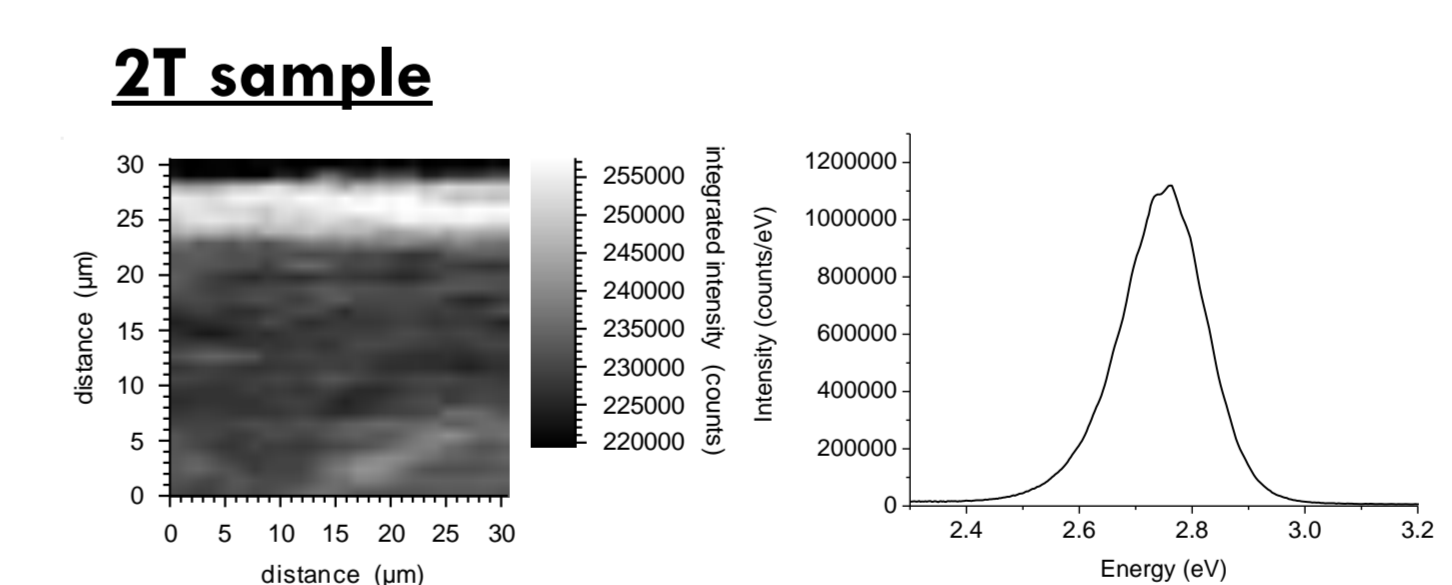 2T sample
30
25
20
15
10
5
0
distance (µm)
0 5 10 15 20 25 30
distance (µm)
255000
250000
245000
240000
235000
230000
225000
220000
integrated intensity (counts)
1200000
1000000
800000
600000
400000
200000
0
Intensity (counts/eV)
2.4 2.6 2.8 3.0 3.2
Energy (eV)